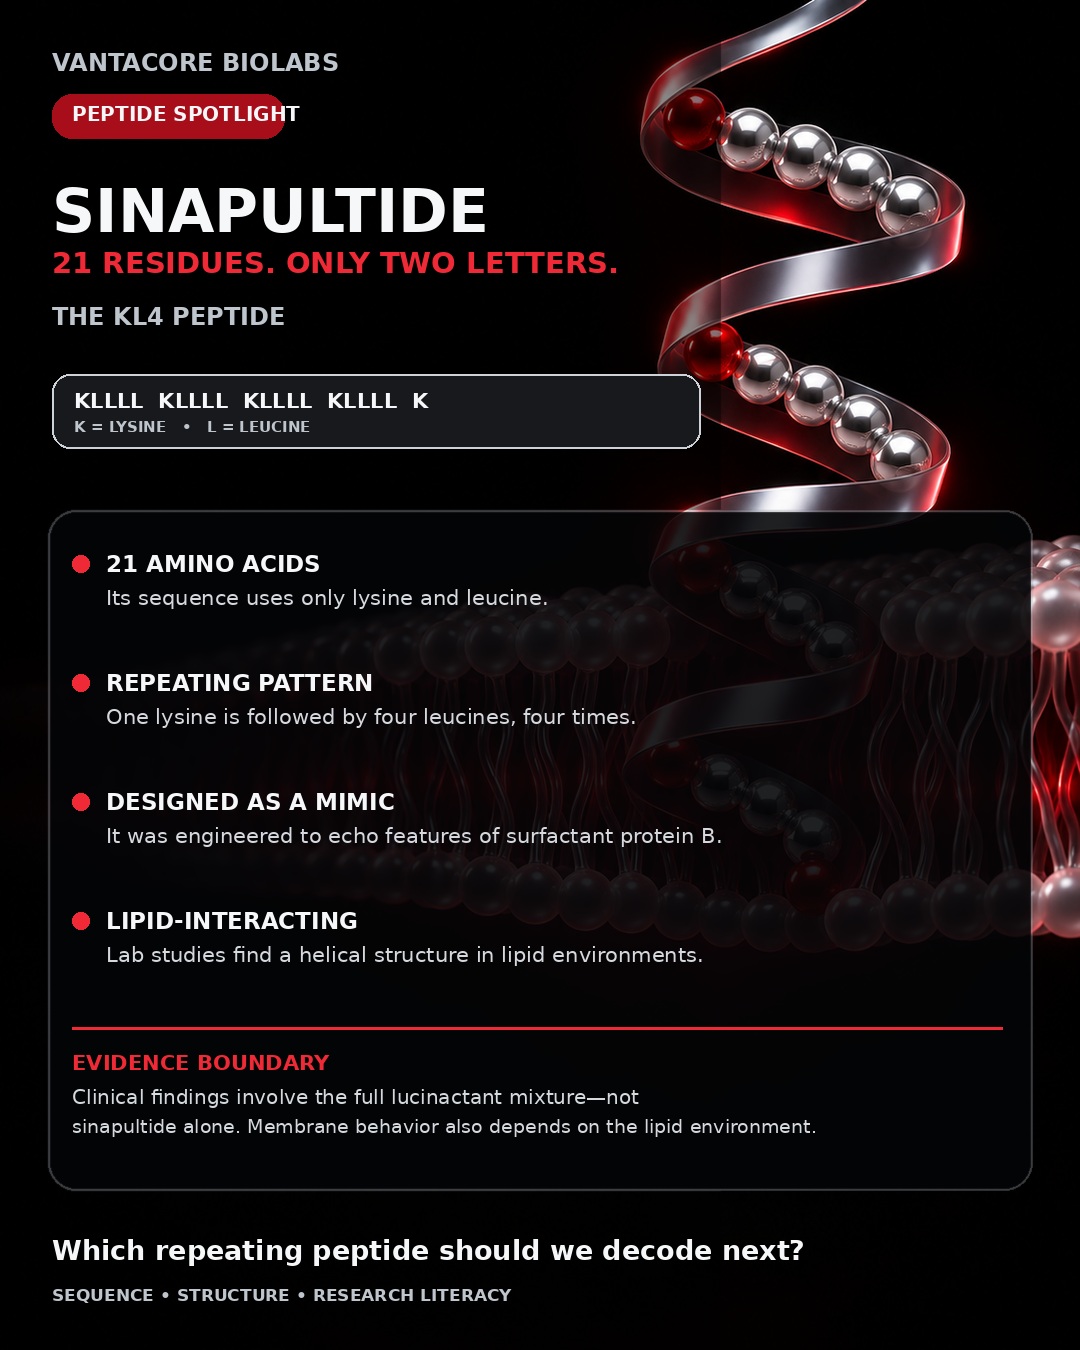 VANTACORE BIOLABS
PEPTIDE SPOTLIGHT
SINAPULTIDE
21 RESIDUES. ONLY TWO LETTERS.
THE KL4 PEPTIDE
KLLLL KLLLL KLLLL KLLLL K
K = LYSINE • L = LEUCINE
21 AMINO ACIDS
Its sequence uses only lysine and leucine.
REPEATING PATTERN
One lysine is followed by four leucines, four times.
DESIGNED AS A MIMIC
It was engineered to echo features of surfactant protein B.
LIPID-INTERACTING
Lab studies find a helical structure in lipid environments.
EVIDENCE BOUNDARY
Clinical findings involve the full lucinactant mixture—not
sinapultide alone. Membrane behavior also depends on the lipid environment.
Which repeating peptide should we decode next?
SEQUENCE • STRUCTURE • RESEARCH LITERACY